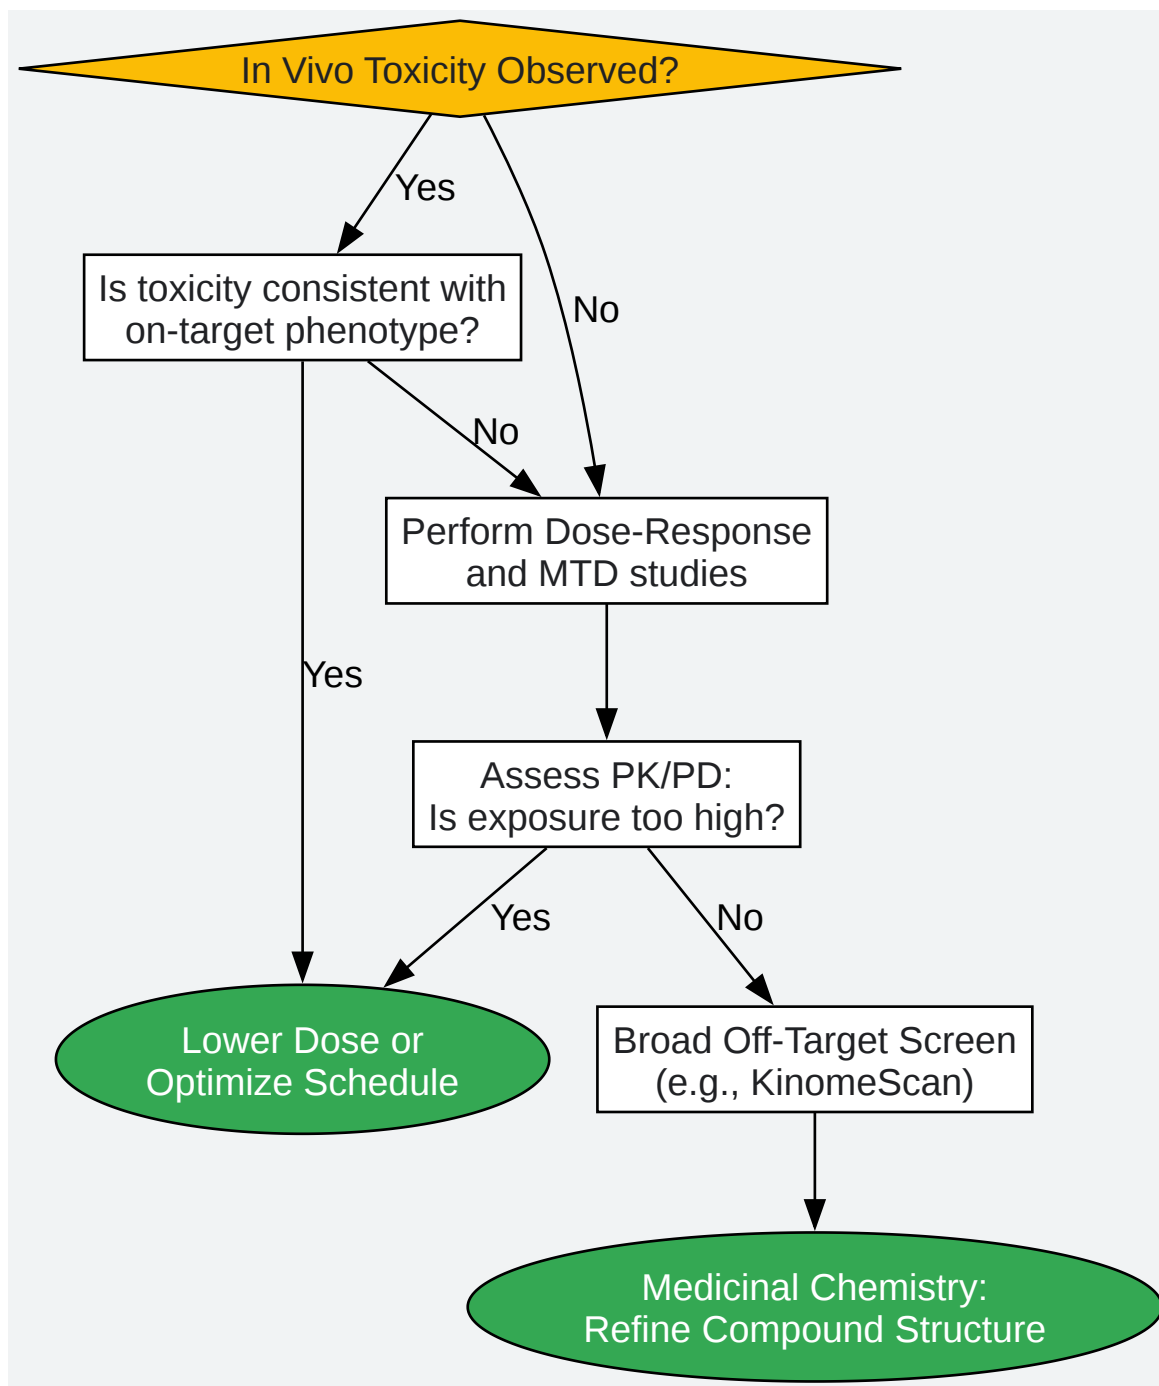 In Vivo Toxicity Observed?
Yes
Is toxicity consistent with
on-target phenotype?
No
No
Perform Dose-Response
and MTD studies
Yes
Assess PK/PD:
Is exposure too high?
Yes
No
Lower Dose or
Optimize Schedule
Broad Off-Target Screen
(e.g., KinomeScan)
Medicinal Chemistry:
Refine Compound Structure